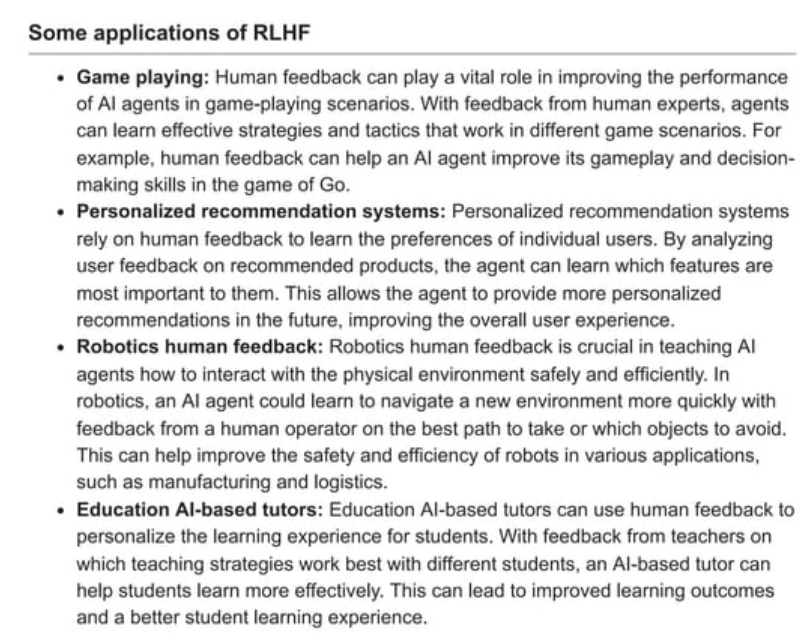 Some applications of RLHF
• Game playing: Human feedback can play a vital role in improving the performance
of AI agents in game-playing scenarios. With feedback from human experts, agents
can learn effective strategies and tactics that work in different game scenarios. For
example, human feedback can help an AI agent improve its gameplay and decision-
making skills in the game of Go.
• Personalized recommendation systems: Personalized recommendation systems
rely on human feedback to learn the preferences of individual users. By analyzing
user feedback on recommended products, the agent can learn which features are
most important to them. This allows the agent to provide more personalized
recommendations in the future, improving the overall user experience.
• Robotics human feedback: Robotics human feedback is crucial in teaching AI
agents how to interact with the physical environment safely and efficiently. In
robotics, an AI agent could learn to navigate a new environment more quickly with
feedback from a human operator on the best path to take or which objects to avoid.
This can help improve the safety and efficiency of robots in various applications,
such as manufacturing and logistics.
• Education AI-based tutors: Education AI-based tutors can use human feedback to
personalize the learning experience for students. With feedback from teachers on
which teaching strategies work best with different students, an AI-based tutor can
help students learn more effectively. This can lead to improved learning outcomes
and a better student learning experience.